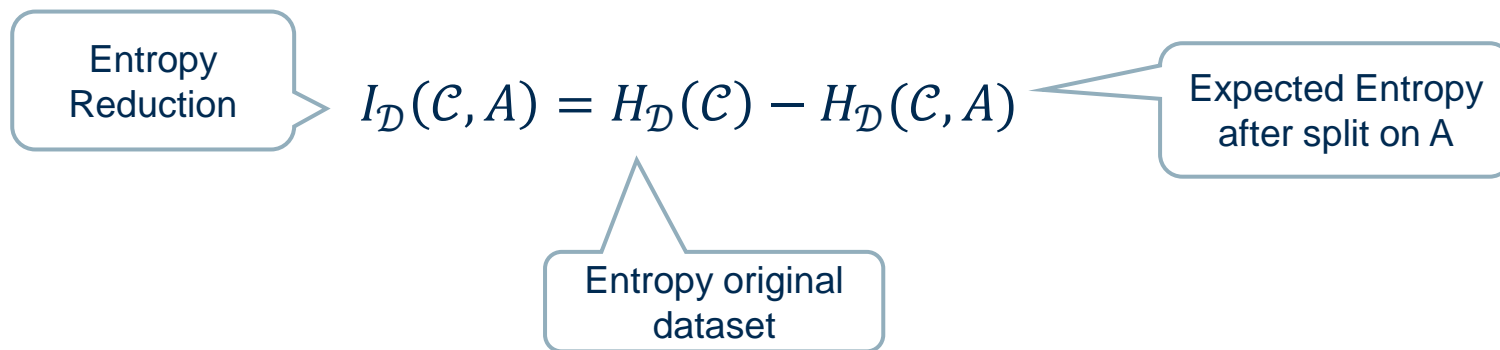 Entropy
Reduction
I_𝒟(𝒞, A) = H_𝒟(𝒞) − H_𝒟(𝒞, A)
Expected Entropy
after split on A
Entropy original
dataset